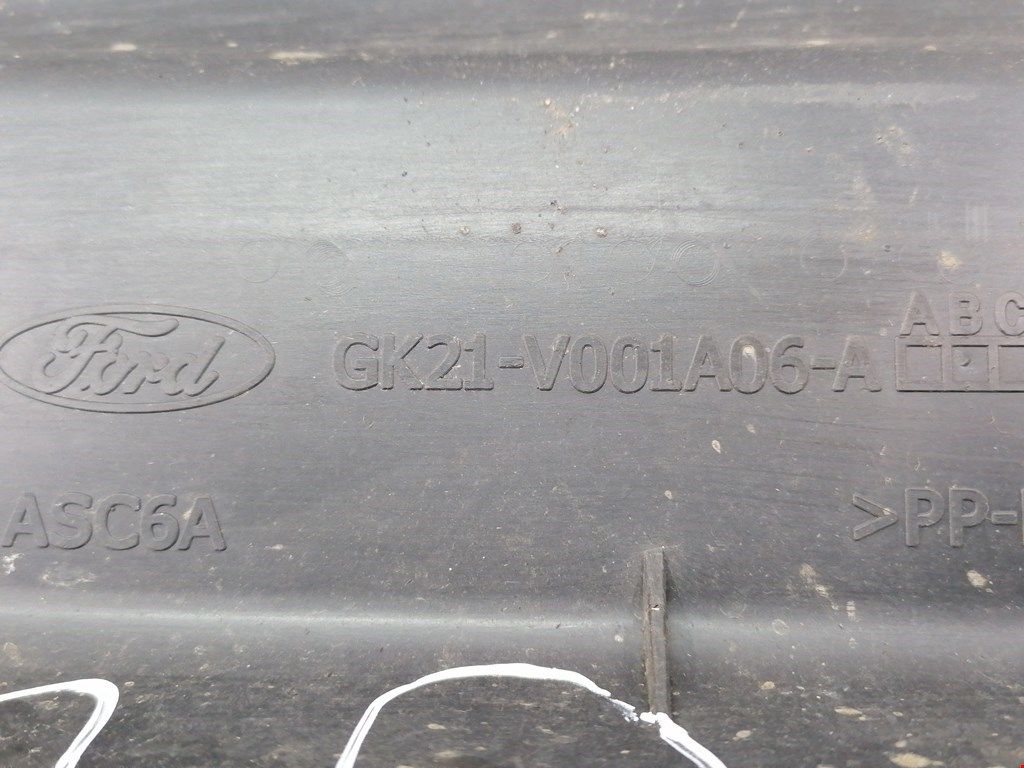 Ford GK21-V001A06-A ABC
ASC6A >PP-